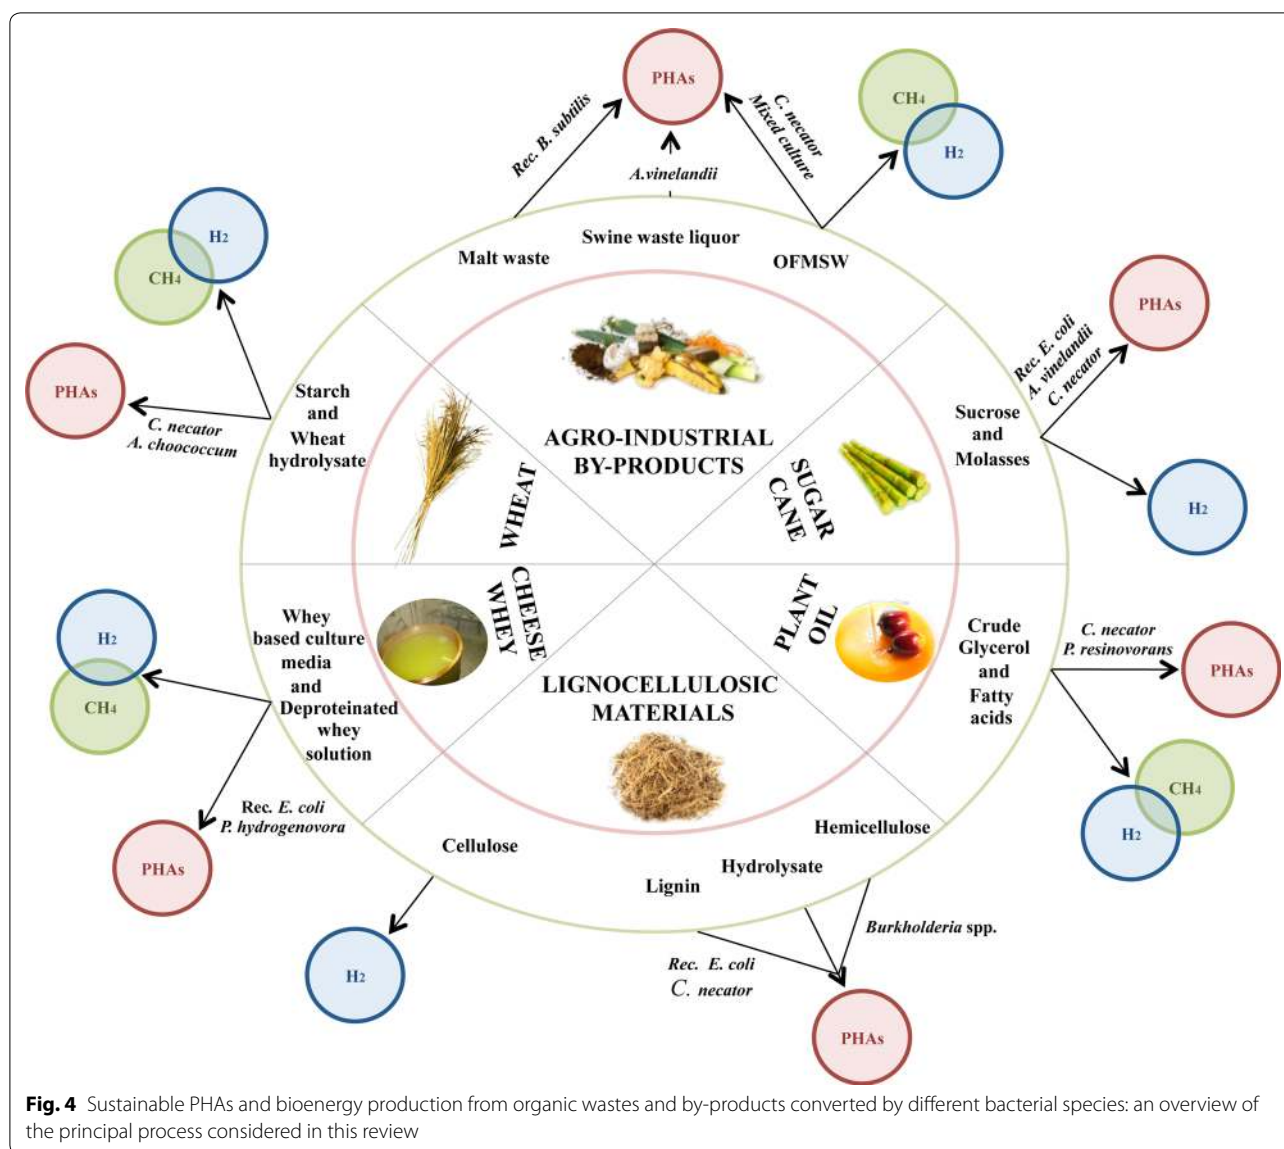 PHAs
CH4
H2
Rec. B. subtilis
A.vinelandii
C. necator
Mixed culture
Malt waste
Swine waste liquor
OFMSW
H2
CH4
PHAs
C. necator
A. choococcum
Starch
and
Wheat
hydrolysate
WHEAT
AGRO-INDUSTRIAL
BY-PRODUCTS
SUGAR
CANE
Sucrose
and
Molasses
Rec. E. coli
A. vinelandii
C. necator
PHAs
H2
H2
CH4
Whey
based culture
media
and
Deproteinated
whey
solution
CHEESE
WHEY
Rec. E. coli
P. hydrogenovora
PHAs
LIGNOCELLULOSIC
MATERIALS
PLANT
OIL
Crude
Glycerol
and
Fatty
acids
C. necator
P. resinovorans
PHAs
CH4
H2
Cellulose
H2
Lignin
Hydrolysate
Hemicellulose
Rec. E. coli
C. necator
Burkholderia spp.
PHAs
Fig. 4 Sustainable PHAs and bioenergy production from organic wastes and by-products converted by different bacterial species: an overview of
the principal process considered in this review